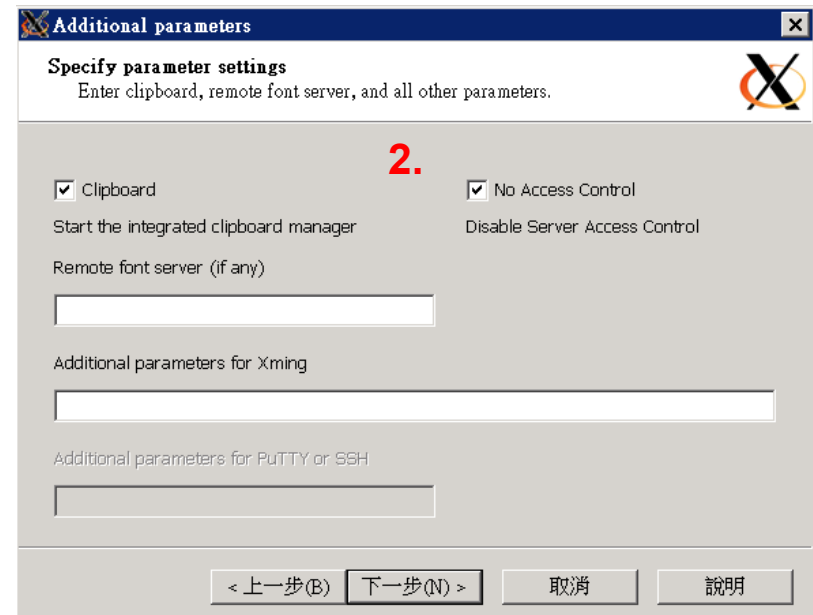 Additional parameters
Specify parameter settings
Enter clipboard, remote font server, and all other parameters.
2.
Clipboard
No Access Control
Start the integrated clipboard manager
Disable Server Access Control
Remote font server (if any)
Additional parameters for Xming
Additional parameters for PuTTY or SSH
<上一步(B)
下一步(N) >
取消
說明